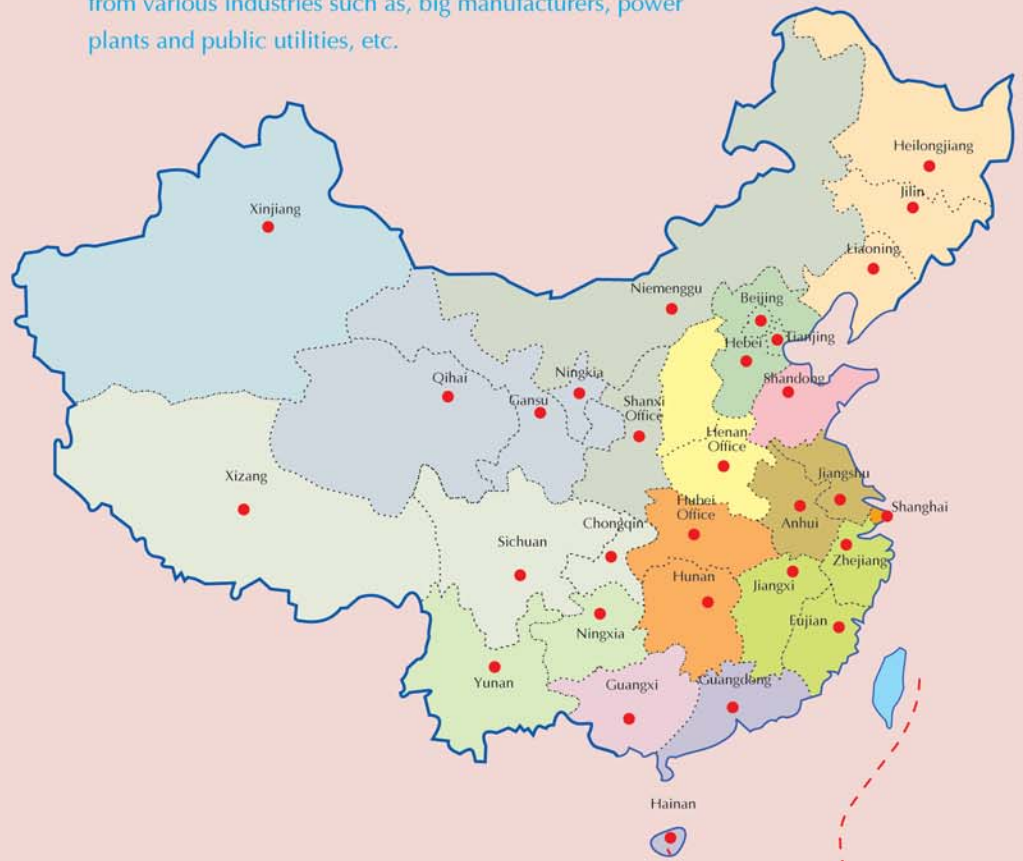 from various industries such as, big manufacturers, power
plants and public utilities, etc.
Heilongjiang
Jilin
Xinjiang
Liaoning
Niemenggu
Beijing
Tianjing
Hebei
Qihai
Ningkia
Shandong
Gansu
Shanxi
Office
Henan
Office
Xizang
Jiangshu
Hubei
Office
Shanghai
Chongqin
Anhui
Sichuan
Zhejiang
Hunan
Jiangxi
Fujian
Ningxia
Yunan
Guangxi
Guangdong
Hainan